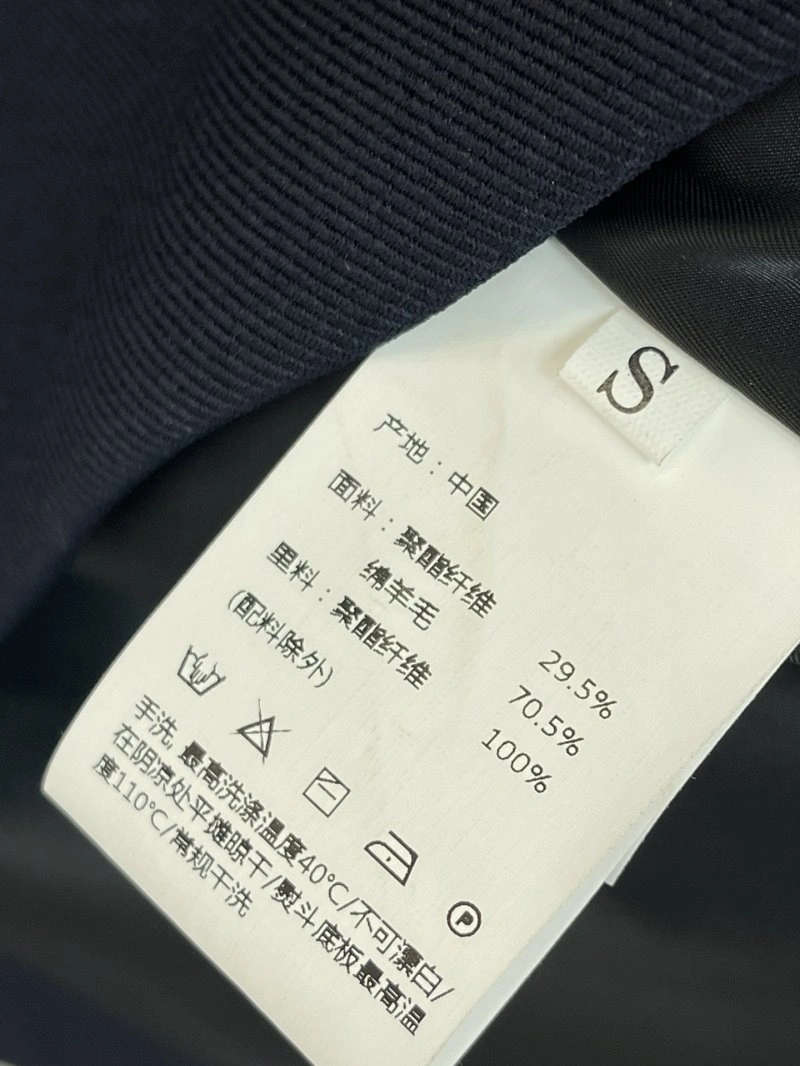 S
产地：中国
面料：聚酯纤维 29.5%
绵羊毛 70.5%
里料：聚酯纤维 100%
(配料除外)
P
手洗, 最高洗涤温度40℃/不可漂白/
在阴凉处平摊晾干/熨斗底板最高温
度110℃/常规干洗